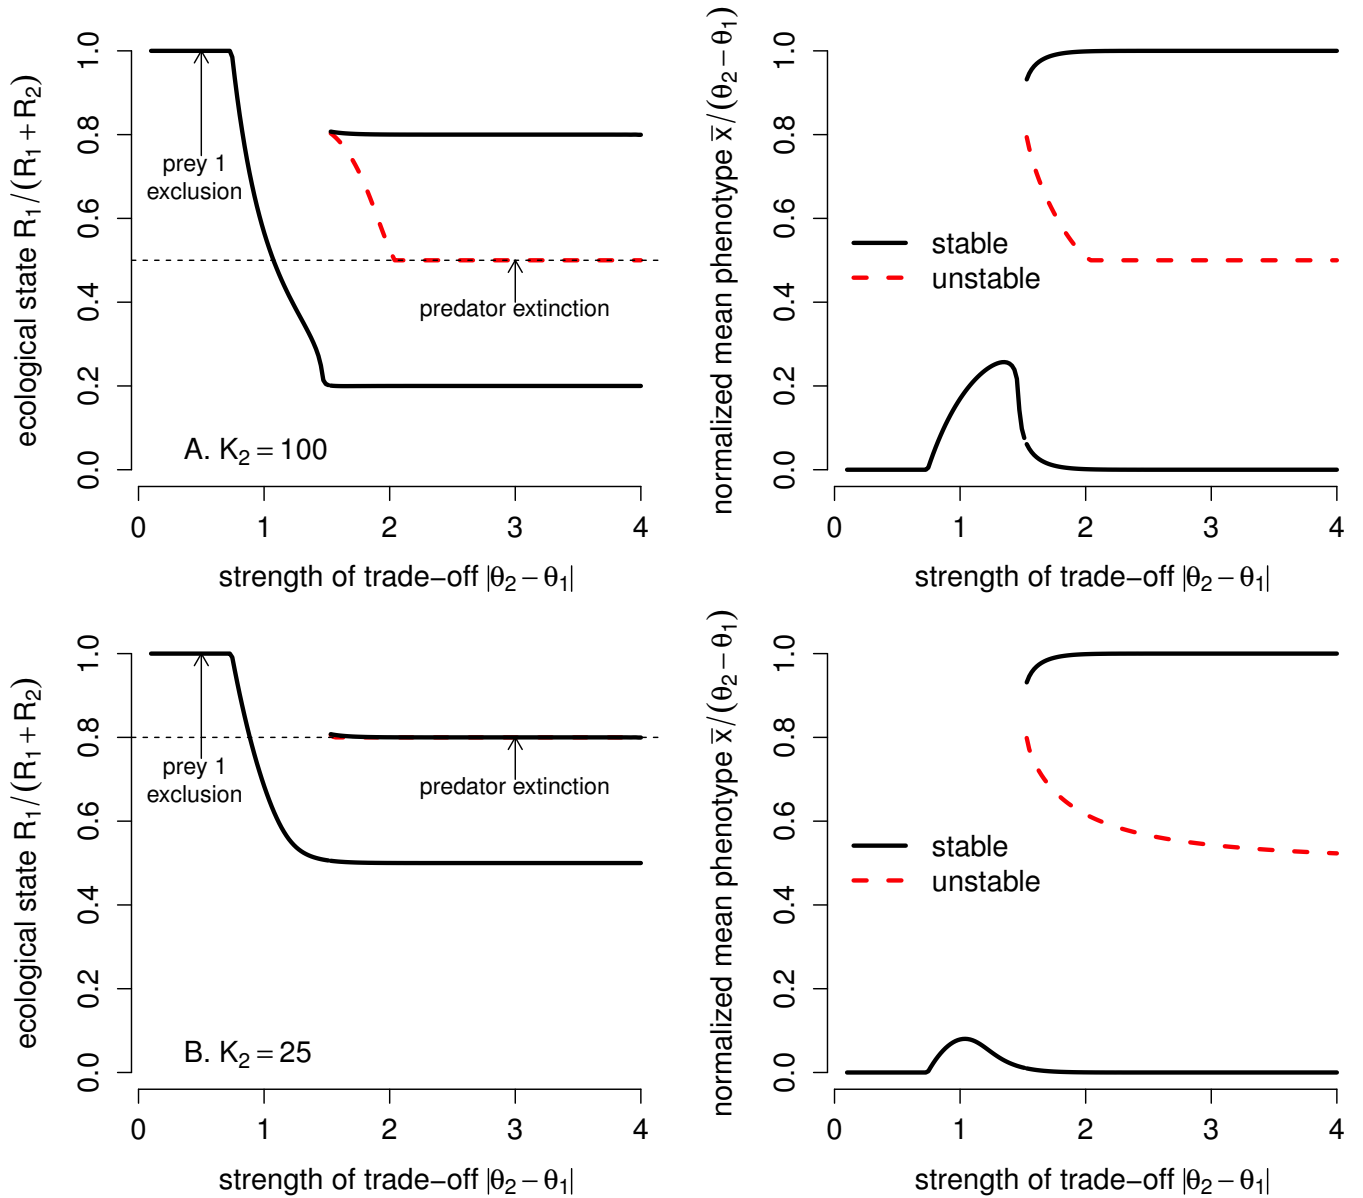 ecological state R₁/(R₁+R₂)
1.0
0.8
0.6
0.4
0.2
0.0
prey 1
exclusion
predator extinction
A. K₂ = 100
0 1 2 3 4
strength of trade−off |θ₂ − θ₁|
normalized mean phenotype x̅/(θ₂ − θ₁)
1.0
0.8
0.6
0.4
0.2
0.0
stable
unstable
0 1 2 3 4
strength of trade−off |θ₂ − θ₁|
ecological state R₁/(R₁+R₂)
1.0
0.8
0.6
0.4
0.2
0.0
prey 1
exclusion
predator extinction
B. K₂ = 25
0 1 2 3 4
strength of trade−off |θ₂ − θ₁|
normalized mean phenotype x̅/(θ₂ − θ₁)
1.0
0.8
0.6
0.4
0.2
0.0
stable
unstable
0 1 2 3 4
strength of trade−off |θ₂ − θ₁|